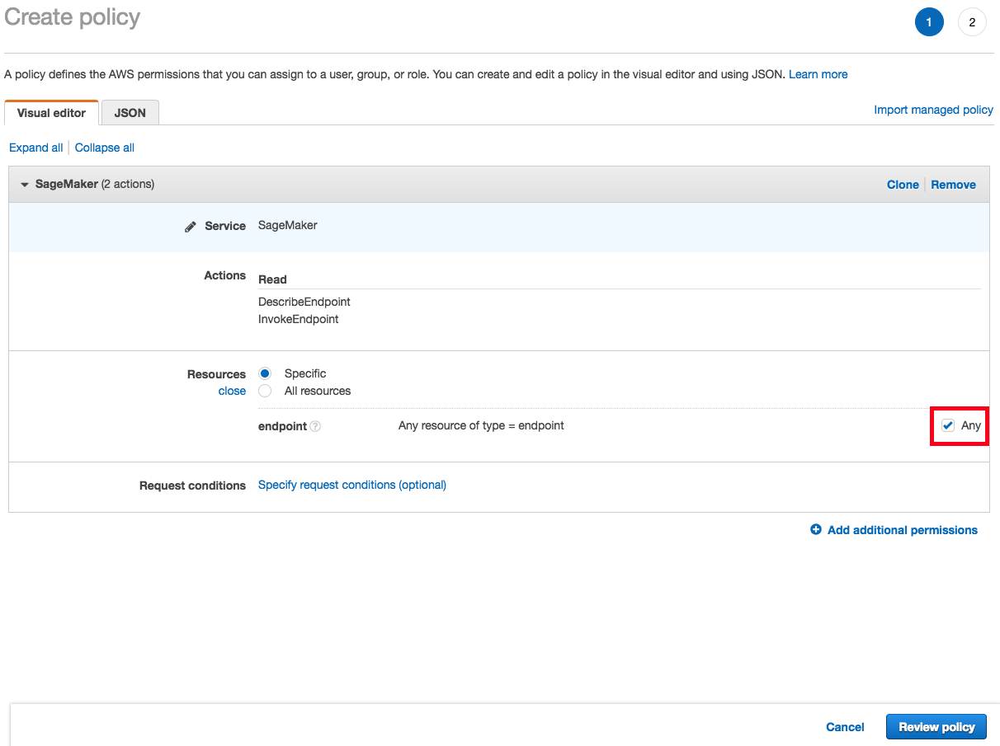 Create policy
1
2
A policy defines the AWS permissions that you can assign to a user, group, or role. You can create and edit a policy in the visual editor and using JSON. Learn more
Visual editor
JSON
Import managed policy
Expand all
Collapse all
SageMaker (2 actions)
Clone
Remove
Service
SageMaker
Actions
Read
DescribeEndpoint
InvokeEndpoint
Resources
close
Specific
All resources
endpoint ?
Any resource of type = endpoint
Any
Request conditions
Specify request conditions (optional)
Add additional permissions
Cancel
Review policy